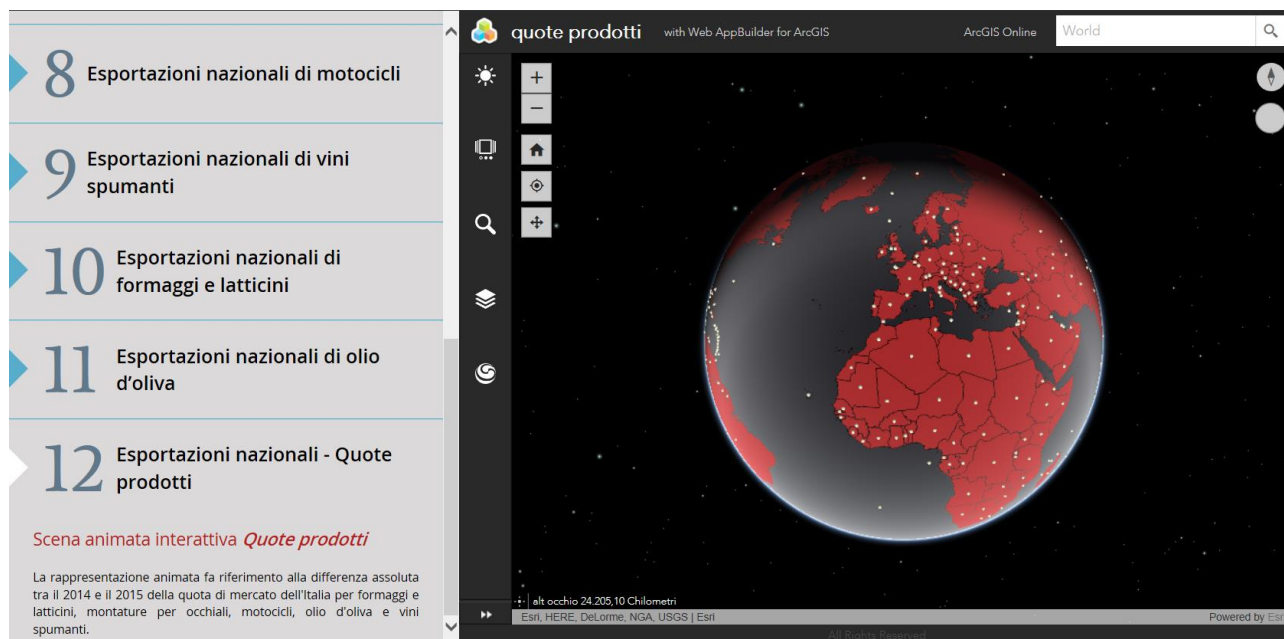 8 Esportazioni nazionali di motocicli
9 Esportazioni nazionali di vini
spumanti
10 Esportazioni nazionali di
formaggi e latticini
11 Esportazioni nazionali di olio
d'oliva
12 Esportazioni nazionali - Quote
prodotti
Scena animata interattiva Quote prodotti
La rappresentazione animata fa riferimento alla differenza assoluta
tra il 2014 e il 2015 della quota di mercato dell'Italia per formaggi e
latticini, montature per occhiali, motocicli, olio d'oliva e vini
spumanti.
quote prodotti with Web AppBuilder for ArcGIS ArcGIS Online World
alt occhio 24.205,10 Chilometri
Esri, HERE, DeLorme, NGA, USGS | Esri Powered by Esri
All Rights Reserved